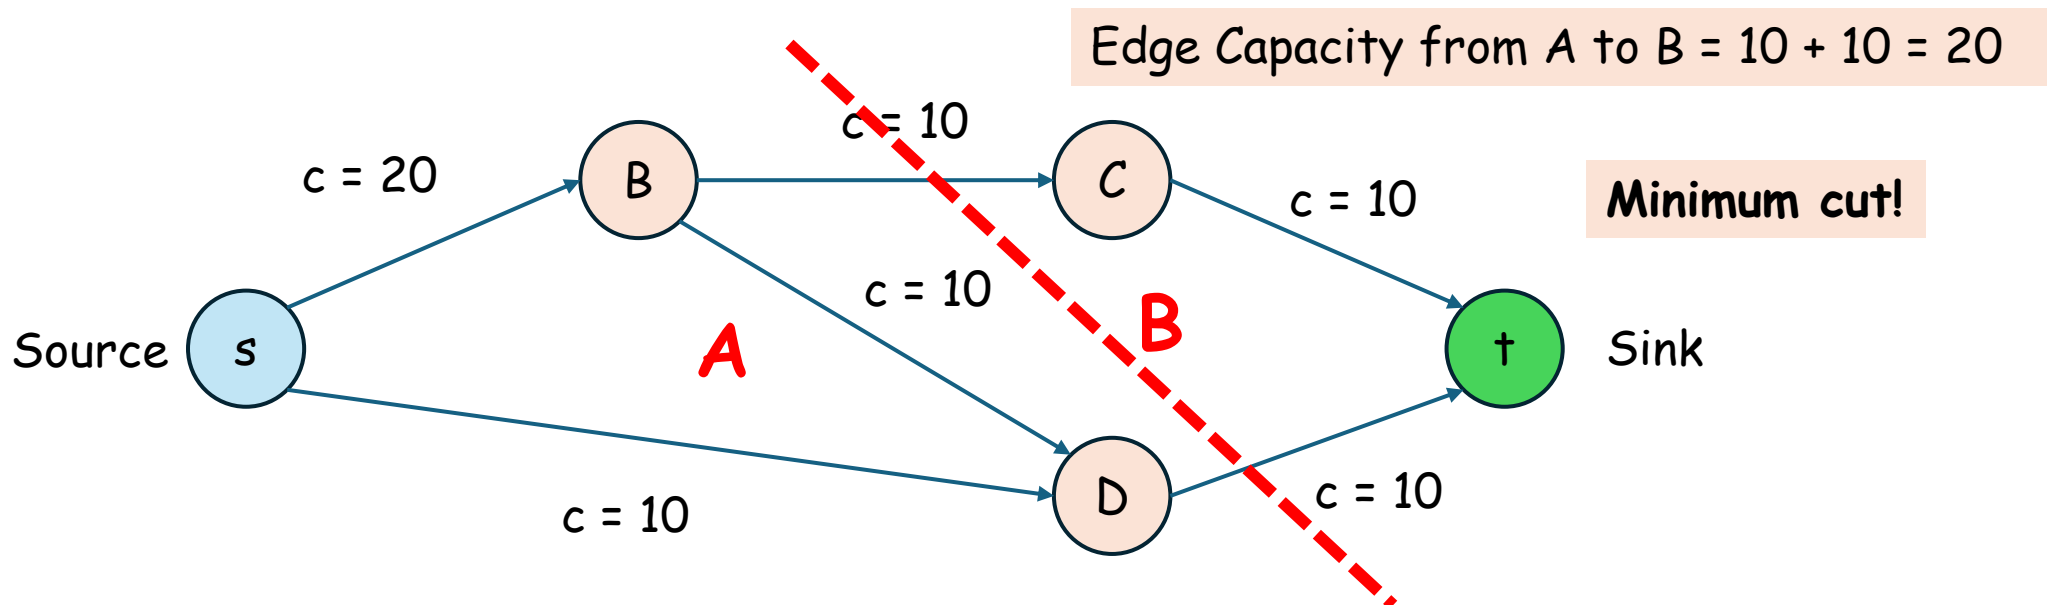 Edge Capacity from A to B = 10 + 10 = 20
c = 10
c = 20
B
C
c = 10
Minimum cut!
c = 10
A
B
Source
s
t
Sink
c = 10
D
c = 10